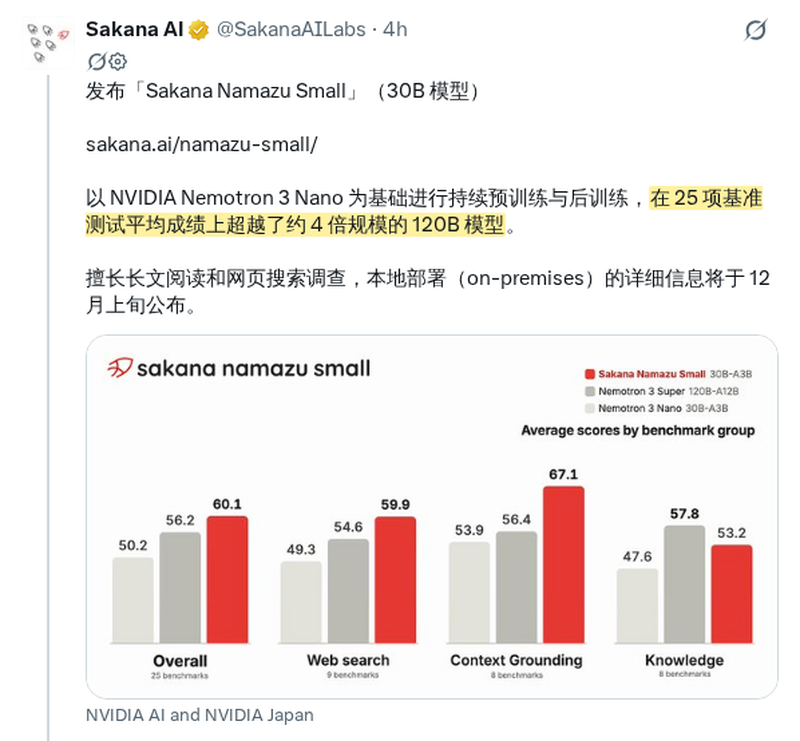 Sakana AI @SakanaAILabs · 4h
发布「Sakana Namazu Small」（30B 模型）
sakana.ai/namazu-small/
以 NVIDIA Nemotron 3 Nano 为基础进行持续预训练与后训练，在 25 项基准
测试平均成绩上超越了约 4 倍规模的 120B 模型。
擅长长文阅读和网页搜索调查，本地部署（on-premises）的详细信息将于 12
月上旬公布。
sakana namazu small
Sakana Namazu Small 30B-A3B
Nemotron 3 Super 120B-A12B
Nemotron 3 Nano 30B-A3B
Average scores by benchmark group
50.2 56.2 60.1
49.3 54.6 59.9
53.9 56.4 67.1
47.6 57.8 53.2
Overall
25 benchmarks
Web search
9 benchmarks
Context Grounding
8 benchmarks
Knowledge
8 benchmarks
NVIDIA AI and NVIDIA Japan